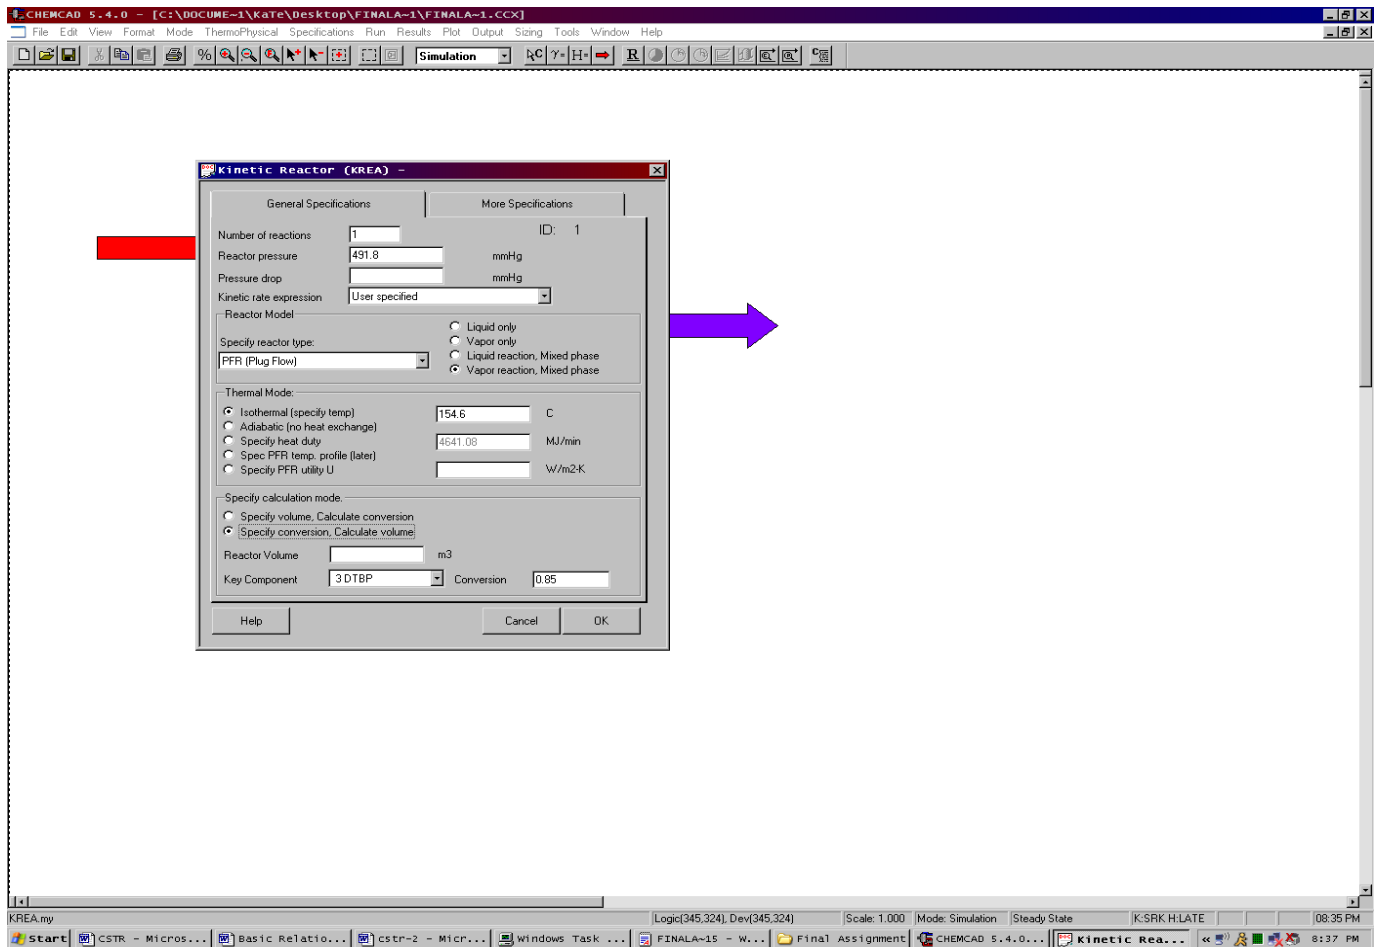 CHEMCAD 5.4.0 - [C:\DOCUME~1\KaTe\Desktop\FINALA~1\FINALA~1.CCX]
File Edit View Format Mode ThermoPhysical Specifications Run Results Plot Output Sizing Tools Window Help
% Simulation R
Kinetic Reactor (KREA) -
General Specifications More Specifications
Number of reactions 1 ID: 1
Reactor pressure 491.8 mmHg
Pressure drop mmHg
Kinetic rate expression User specified
Reactor Model
Liquid only
Specify reactor type: Vapor only
PFR (Plug Flow) Liquid reaction, Mixed phase
Vapor reaction, Mixed phase
Thermal Mode:
Isothermal (specify temp) 154.6 C
Adiabatic (no heat exchange)
Specify heat duty 4641.08 MJ/min
Spec PFR temp. profile (later)
Specify PFR utility U W/m2-K
Specify calculation mode.
Specify volume, Calculate conversion
Specify conversion, Calculate volume
Reactor Volume m3
Key Component 3 DTBP Conversion 0.85
Help Cancel OK
KREA.my Logic(345,324), Dev(345,324) Scale: 1.000 Mode: Simulation Steady State K:SRK H:LATE 08:35 PM
Start CSTR - Micros... Basic Relatio... cstr-2 - Micr... Windows Task ... FINALA~15 - W... Final Assignment CHEMCAD 5.4.0... Kinetic Rea... « 8:37 PM